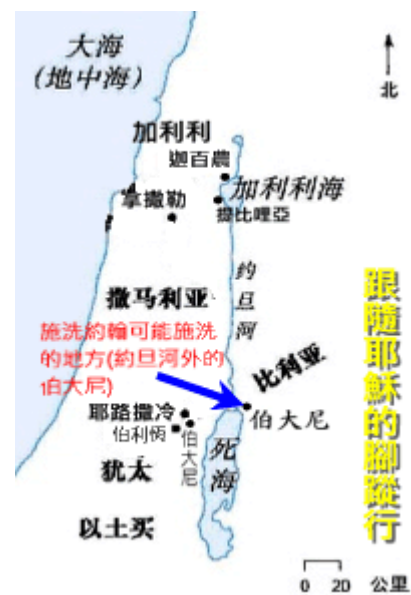 大海
(地中海)
北
加利利
迦百農
加利利海
拿撒勒
提比哩亞
约旦河
撒马利亚
施洗約翰可能施洗
的地方(約旦河外的
伯大尼)
比利亚
跟隨耶穌的腳蹤行
耶路撒冷
伯大尼
伯利㑉
伯大尼
死海
犹太
以土买
0 20 公里